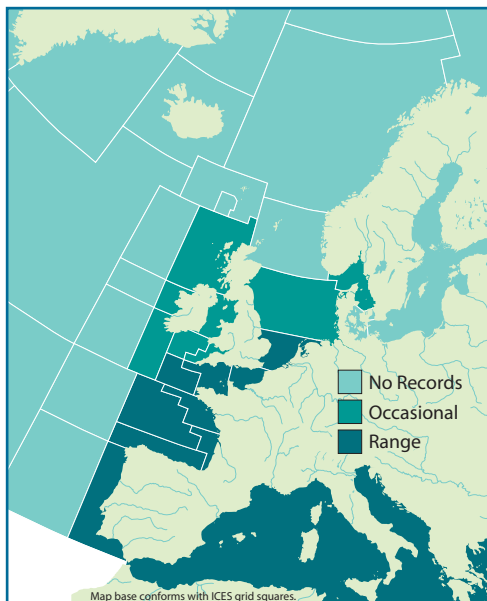 No Records
Occasional
Range
Map base conforms with ICES grid squares.